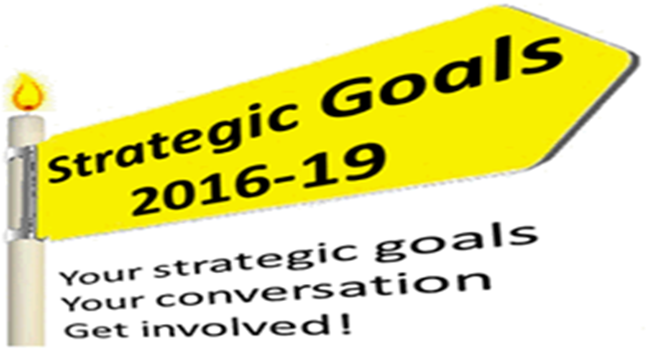 Strategic Goals
2016-19
Your strategic goals
Your conversation
Get involved!